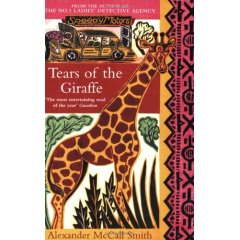 FROM THE AUTHOR OF
THE NO.1 LADIES' DETECTIVE AGENCY
Speedy Motors
Tears of the
Giraffe
'The most entertaining read
of the year' Guardian
Alexander McCall Smith